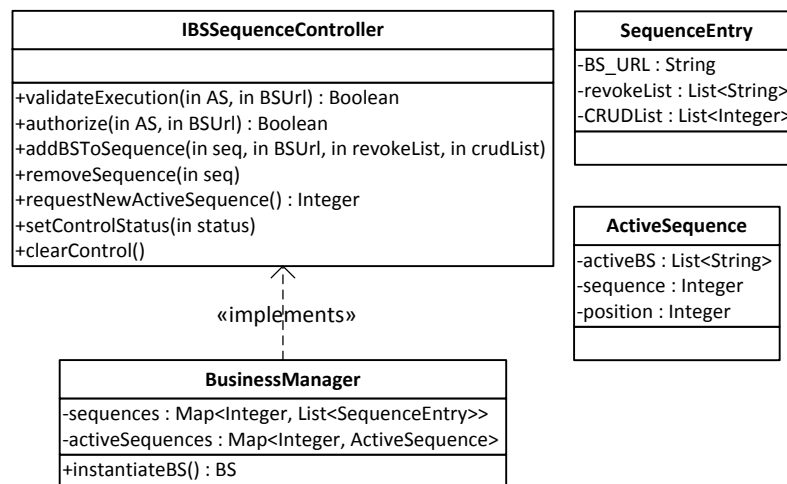 IBSSequenceController
+validateExecution(in AS, in BSUrl) : Boolean
+authorize(in AS, in BSUrl) : Boolean
+addBSToSequence(in seq, in BSUrl, in revokeList, in crudList)
+removeSequence(in seq)
+requestNewActiveSequence() : Integer
+setControlStatus(in status)
+clearControl()
SequenceEntry
-BS_URL : String
-revokeList : List<String>
-CRUDList : List<Integer>
ActiveSequence
-activeBS : List<String>
-sequence : Integer
-position : Integer
«implements»
BusinessManager
-sequences : Map<Integer, List<SequenceEntry>>
-activeSequences : Map<Integer, ActiveSequence>
+instantiateBS() : BS